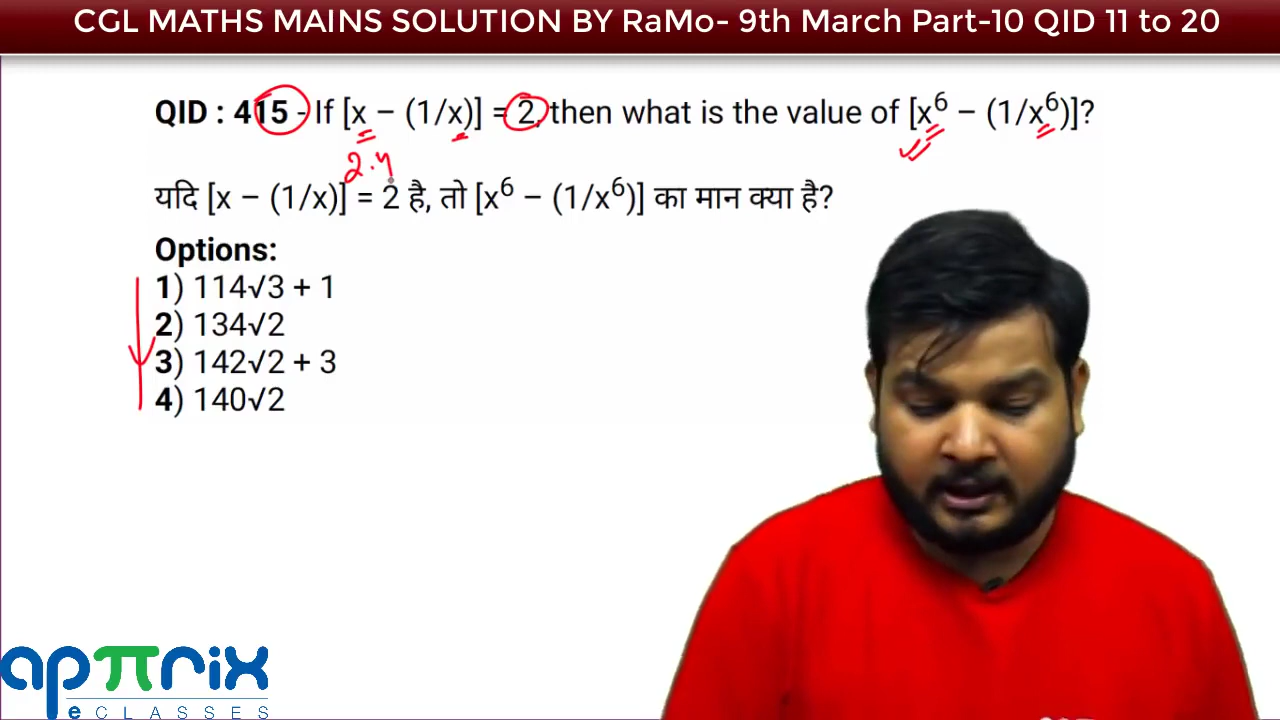 CGL MATHS MAINS SOLUTION BY RaMo- 9th March Part-10 QID 11 to 20
QID : 415 - If [x − (1/x)] = 2, then what is the value of [x⁶ − (1/x⁶)]?
2.4
यदि [x − (1/x)] = 2 है, तो [x⁶ − (1/x⁶)] का मान क्या है?
Options:
1) 114√3 + 1
2) 134√2
3) 142√2 + 3
4) 140√2
apπrix
e CLASSES